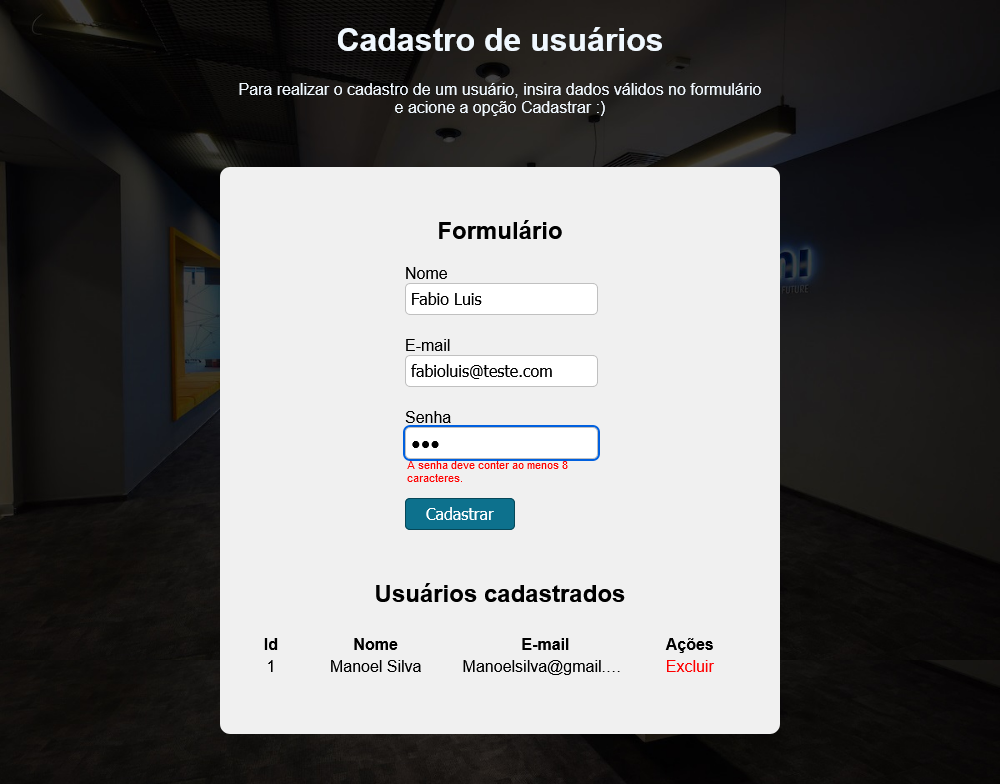 Cadastro de usuários
Para realizar o cadastro de um usuário, insira dados válidos no formulário
e acione a opção Cadastrar :)
Formulário
Nome
Fabio Luis
E-mail
fabioluis@teste.com
Senha
●●●
A senha deve conter ao menos 8
caracteres.
Cadastrar
Usuários cadastrados
Id Nome E-mail Ações
1 Manoel Silva Manoelsilva@gmail.… Excluir